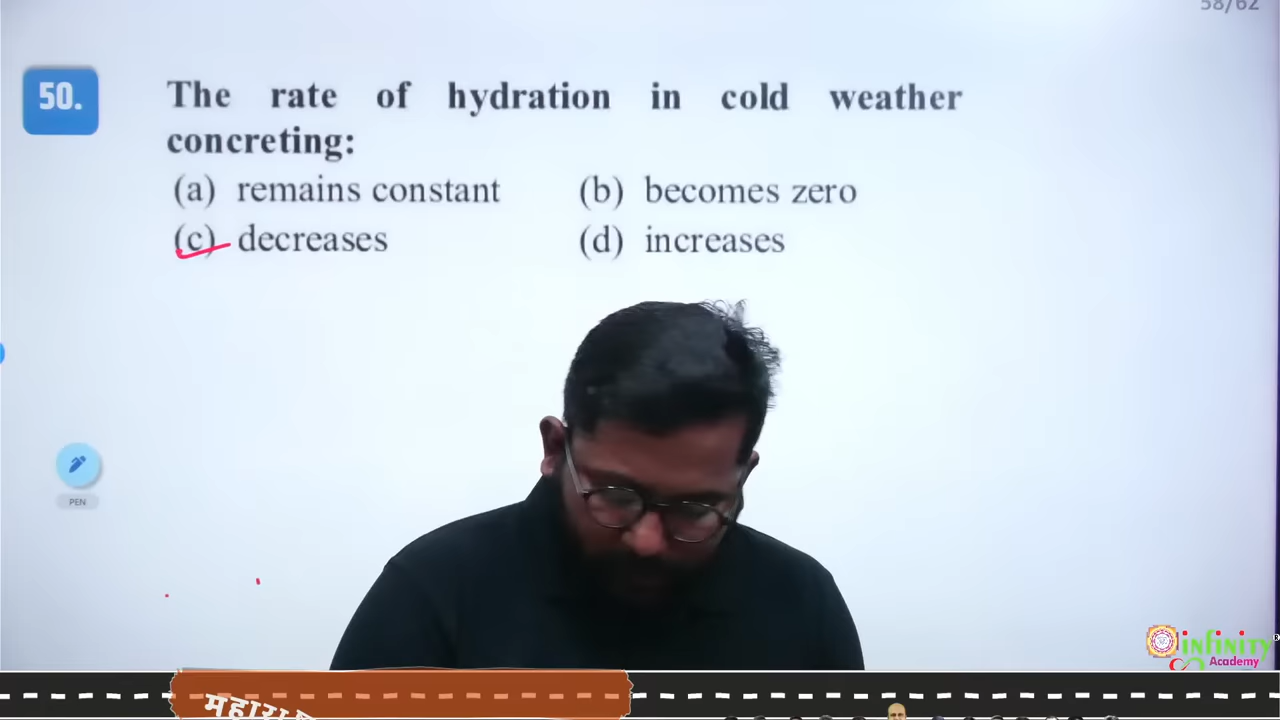 58/62
50.
The rate of hydration in cold weather
concreting:
(a) remains constant (b) becomes zero
(c) decreases (d) increases
PEN
infinity
Academy